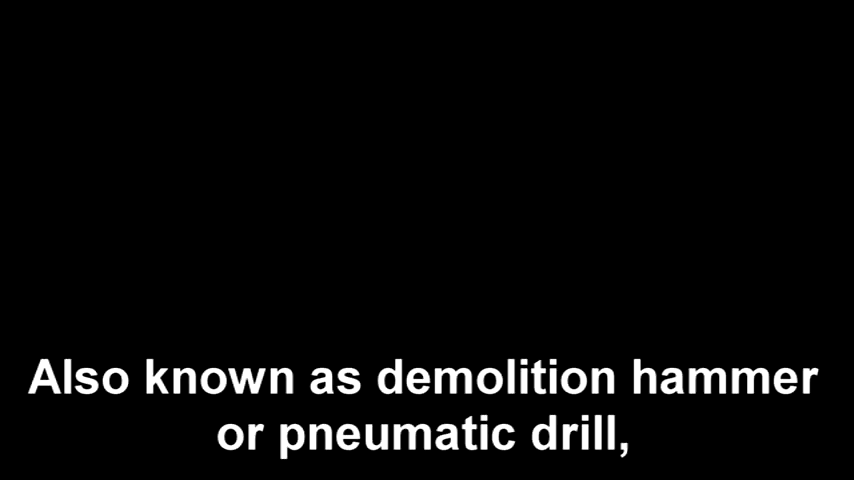 Also known as demolition hammer
or pneumatic drill,